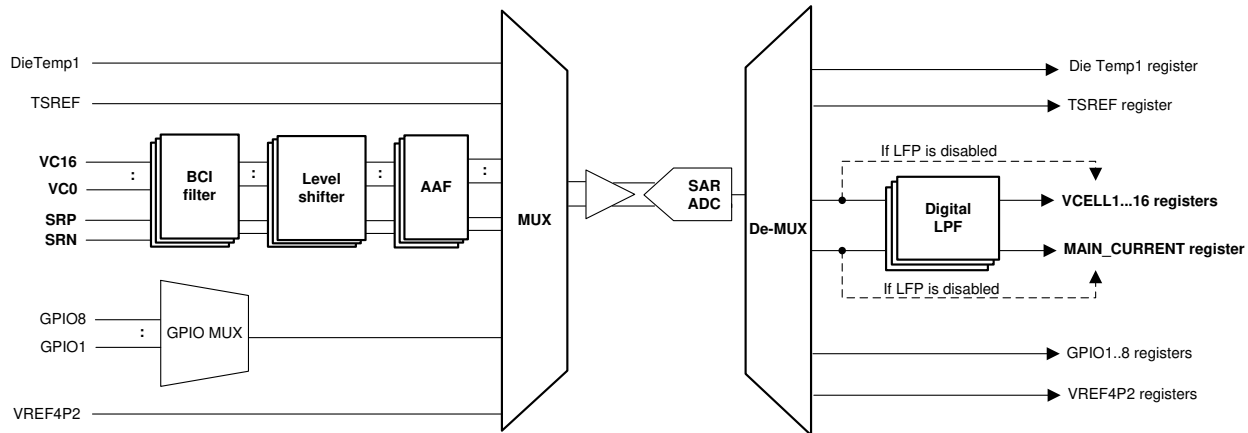 DieTemp1
TSREF
VC16
:
VC0
SRP
SRN
BCI
filter
:
Level
shifter
:
AAF
:
GPIO8
:
GPIO1
GPIO MUX
VREF4P2
MUX
SAR
ADC
De-MUX
Die Temp1 register
TSREF register
If LFP is disabled
Digital
LPF
VCELL1...16 registers
MAIN_CURRENT register
If LFP is disabled
GPIO1..8 registers
VREF4P2 registers